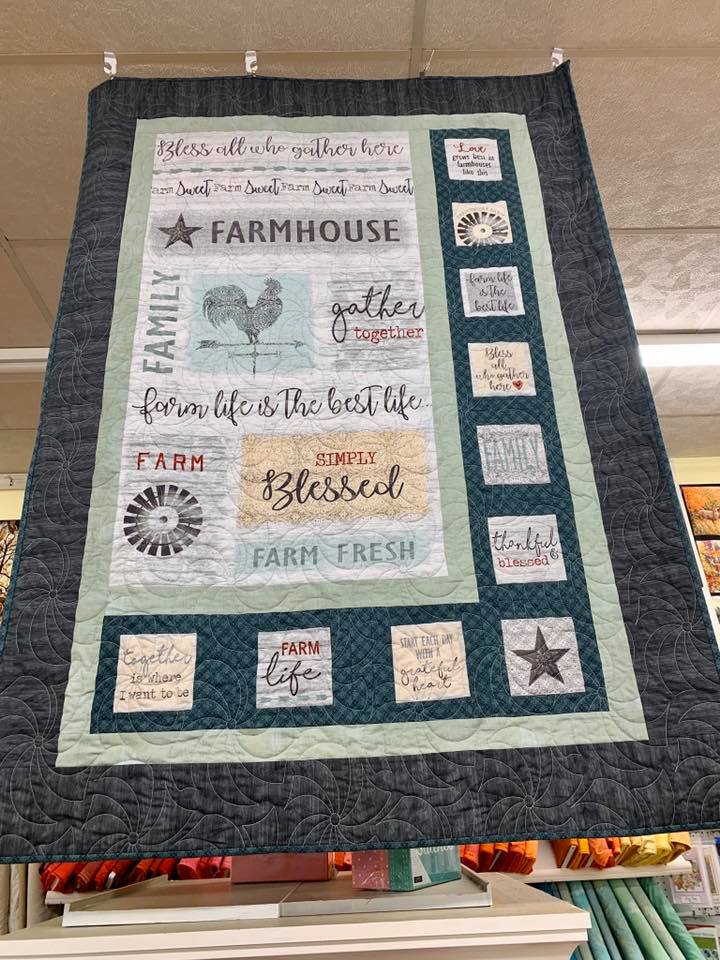 Bless all who gather here
Farm Sweet Farm Sweet Farm Sweet Farm Sweet
FARMHOUSE
FAMILY
gather
together
farm life is the best life...
FARM
SIMPLY
Blessed
FARM FRESH
Love
grows best in
farmhouses
like this
farm life
is the
best life
Bless
all
who gather
here
FAMILY
thankful
& blessed
together
is where
I want to be
FARM
life
START EACH DAY
WITH A
grateful
heart